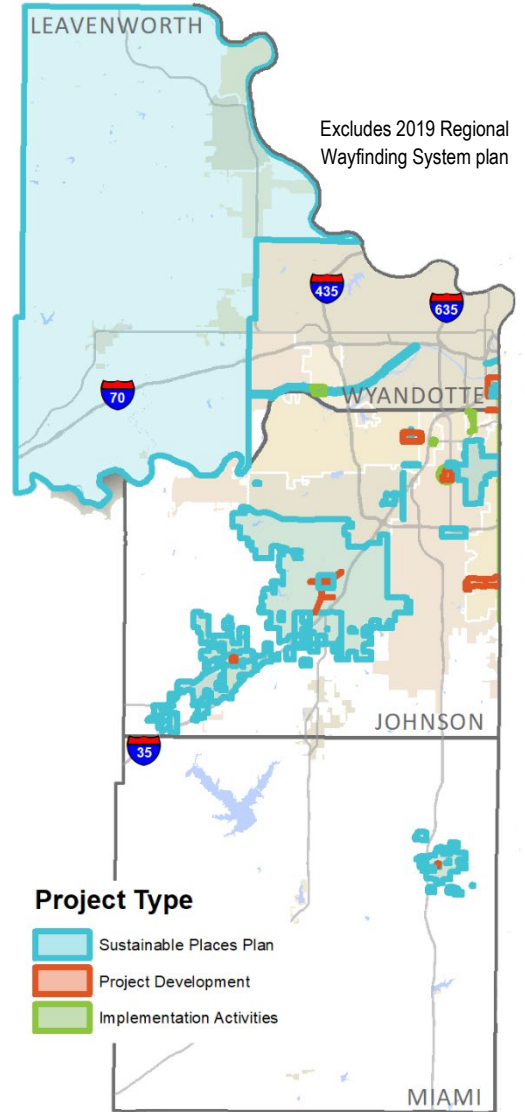 LEAVENWORTH
Excludes 2019 Regional
Wayfinding System plan
435
635
70
WYANDOTTE
JOHNSON
35
Project Type
Sustainable Places Plan
Project Development
Implementation Activities
MIAMI